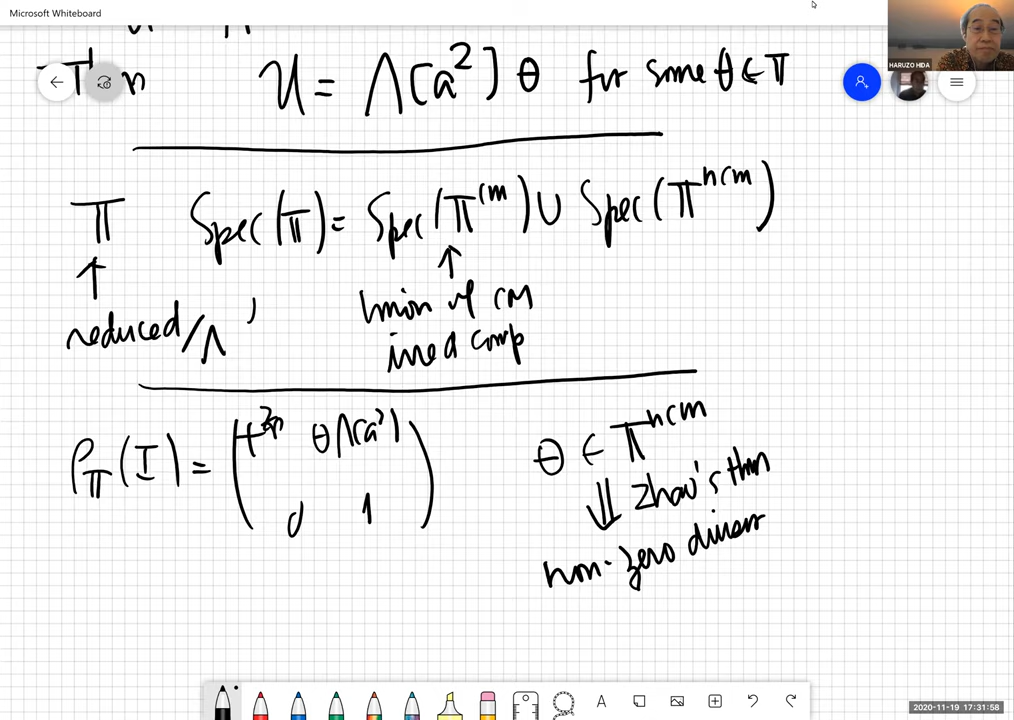 Microsoft Whiteboard
HARUZO HIDA
𝒰 = Λ[a²] θ for some θ ∈ 𝕋
𝕋 Spec(𝕋) = Spec(𝕋^cm) ∪ Spec(𝕋^ncm)
↑ ↑
reduced/Λ, Union of CM
irred comp
ρ_𝕋(I) = ( θΛ[a²] θ ∈ 𝕋^ncm
0 1 ) ⇓ Zhao's thm
non-zero divisor
A
2020-11-19 17:31:58